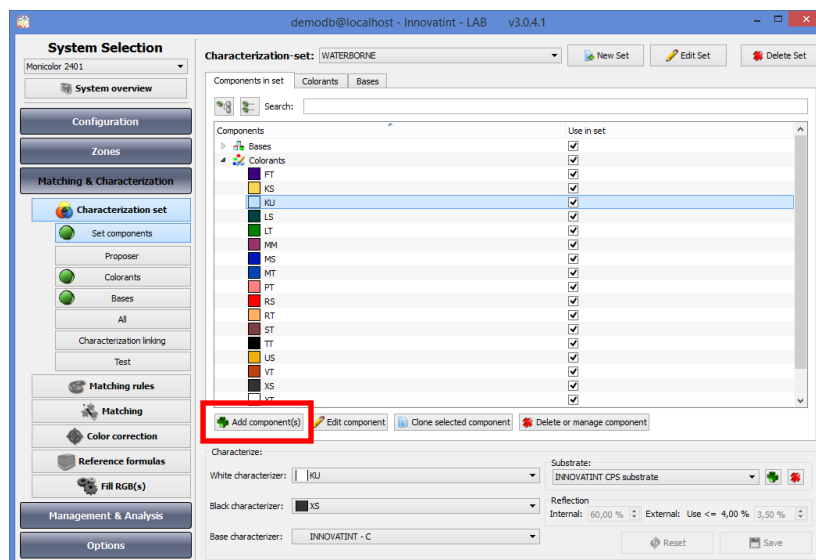 demodb@localhost - Innovatint - LAB v3.0.4.1
System Selection
Monicolor 2401
System overview
Configuration
Zones
Matching & Characterization
Characterization set
Set components
Proposer
Colorants
Bases
All
Characterization linking
Test
Matching rules
Matching
Color correction
Reference formulas
Fill RGB(s)
Management & Analysis
Options
Characterization-set: WATERBORNE
New Set
Edit Set
Delete Set
Components in set Colorants Bases
Search:
Components Use in set
Bases
Colorants
FT
KS
KU
LS
LT
MM
MS
MT
PT
RS
RT
ST
TT
US
VT
XS
XT
Add component(s) Edit component Clone selected component Delete or manage component
Characterize:
White characterizer: KU
Black characterizer: XS
Base characterizer: INNOVATINT - C
Substrate:
INNOVATINT CPS substrate
Reflection
Internal: 60,00 % External: Use <= 4,00 % 3,50 %
Reset Save